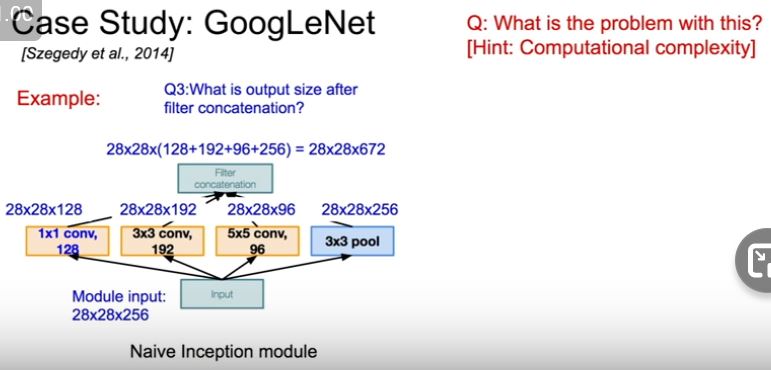 1.00
Case Study: GoogLeNet
[Szegedy et al., 2014]
Q: What is the problem with this?
[Hint: Computational complexity]
Example:
Q3:What is output size after
filter concatenation?
28x28x(128+192+96+256) = 28x28x672
Filter
concatenation
28x28x128
28x28x192
28x28x96
28x28x256
1x1 conv,
128
3x3 conv,
192
5x5 conv,
96
3x3 pool
Module input:
28x28x256
Input
Naive Inception module